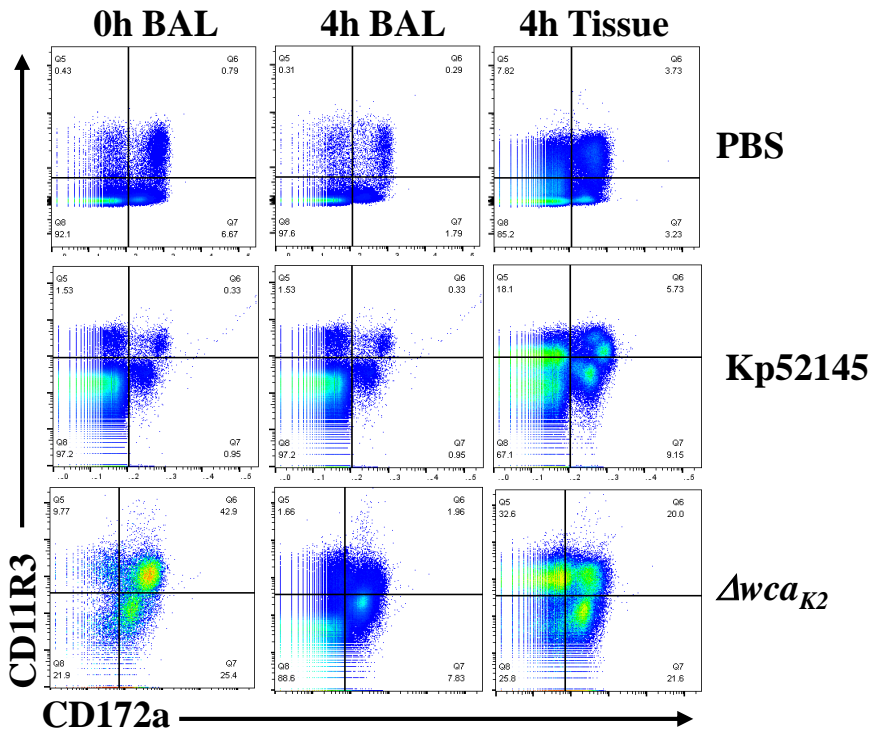 0h BAL 4h BAL 4h Tissue
Q5 Q6 Q5 Q6 Q5 Q6
0.43 0.79 0.31 0.29 7.82 3.73
PBS
Q8 Q7 Q8 Q7 Q8 Q7
92.1 6.67 97.6 1.79 85.2 3.23
Q5 Q6 Q5 Q6 Q5 Q6
1.53 0.33 1.53 0.33 18.1 5.73
Kp52145
Q8 Q7 Q8 Q7 Q8 Q7
97.2 0.95 97.2 0.95 67.1 9.15
Q5 Q6 Q5 Q6 Q5 Q6
9.77 42.9 1.66 1.96 32.6 20.0
ΔwcaK2
Q8 Q7 Q8 Q7 Q8 Q7
21.9 25.4 88.6 7.83 25.8 21.6
CD11R3
CD172a